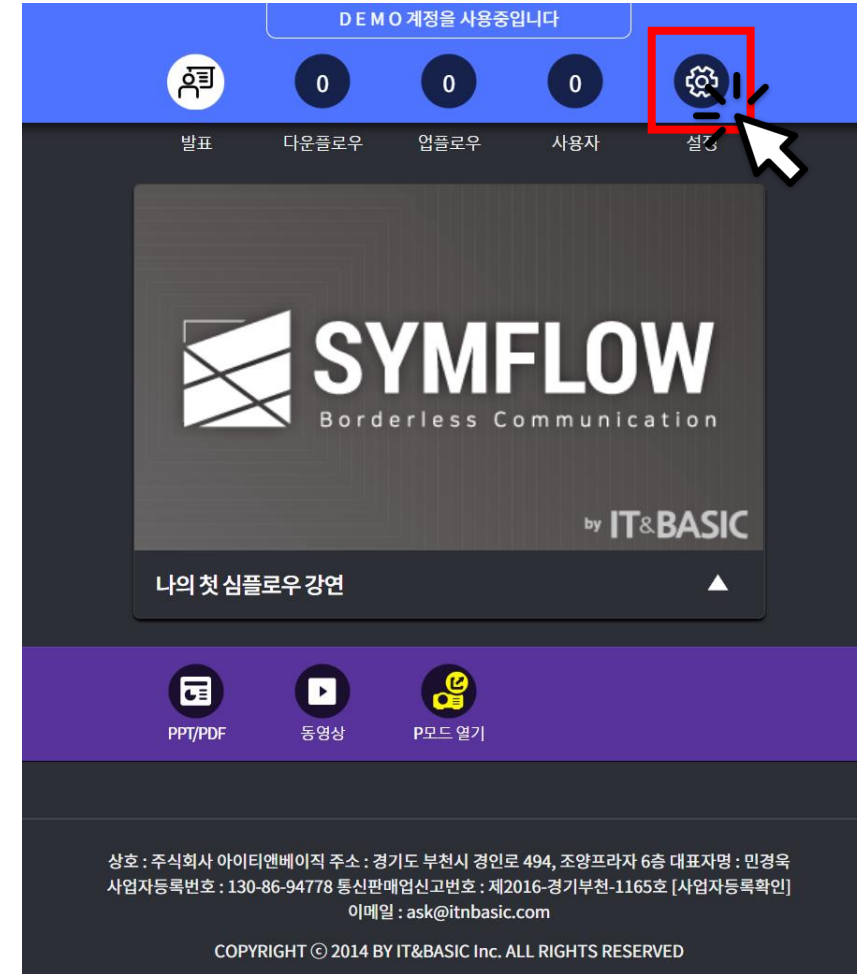 DEMO 계정을 사용중입니다
0 0 0
발표 다운플로우 업플로우 사용자 설정
SYMFLOW
Borderless Communication
by IT&BASIC
나의 첫 심플로우 강연
PPT/PDF 동영상 P모드 열기
상호 : 주식회사 아이티앤베이직 주소 : 경기도 부천시 경인로 494, 조양프라자 6층 대표자명 : 민경욱
사업자등록번호 : 130-86-94778 통신판매업신고번호 : 제2016-경기부천-1165호 [사업자등록확인]
이메일 : ask@itnbasic.com
COPYRIGHT ⓒ 2014 BY IT&BASIC Inc. ALL RIGHTS RESERVED